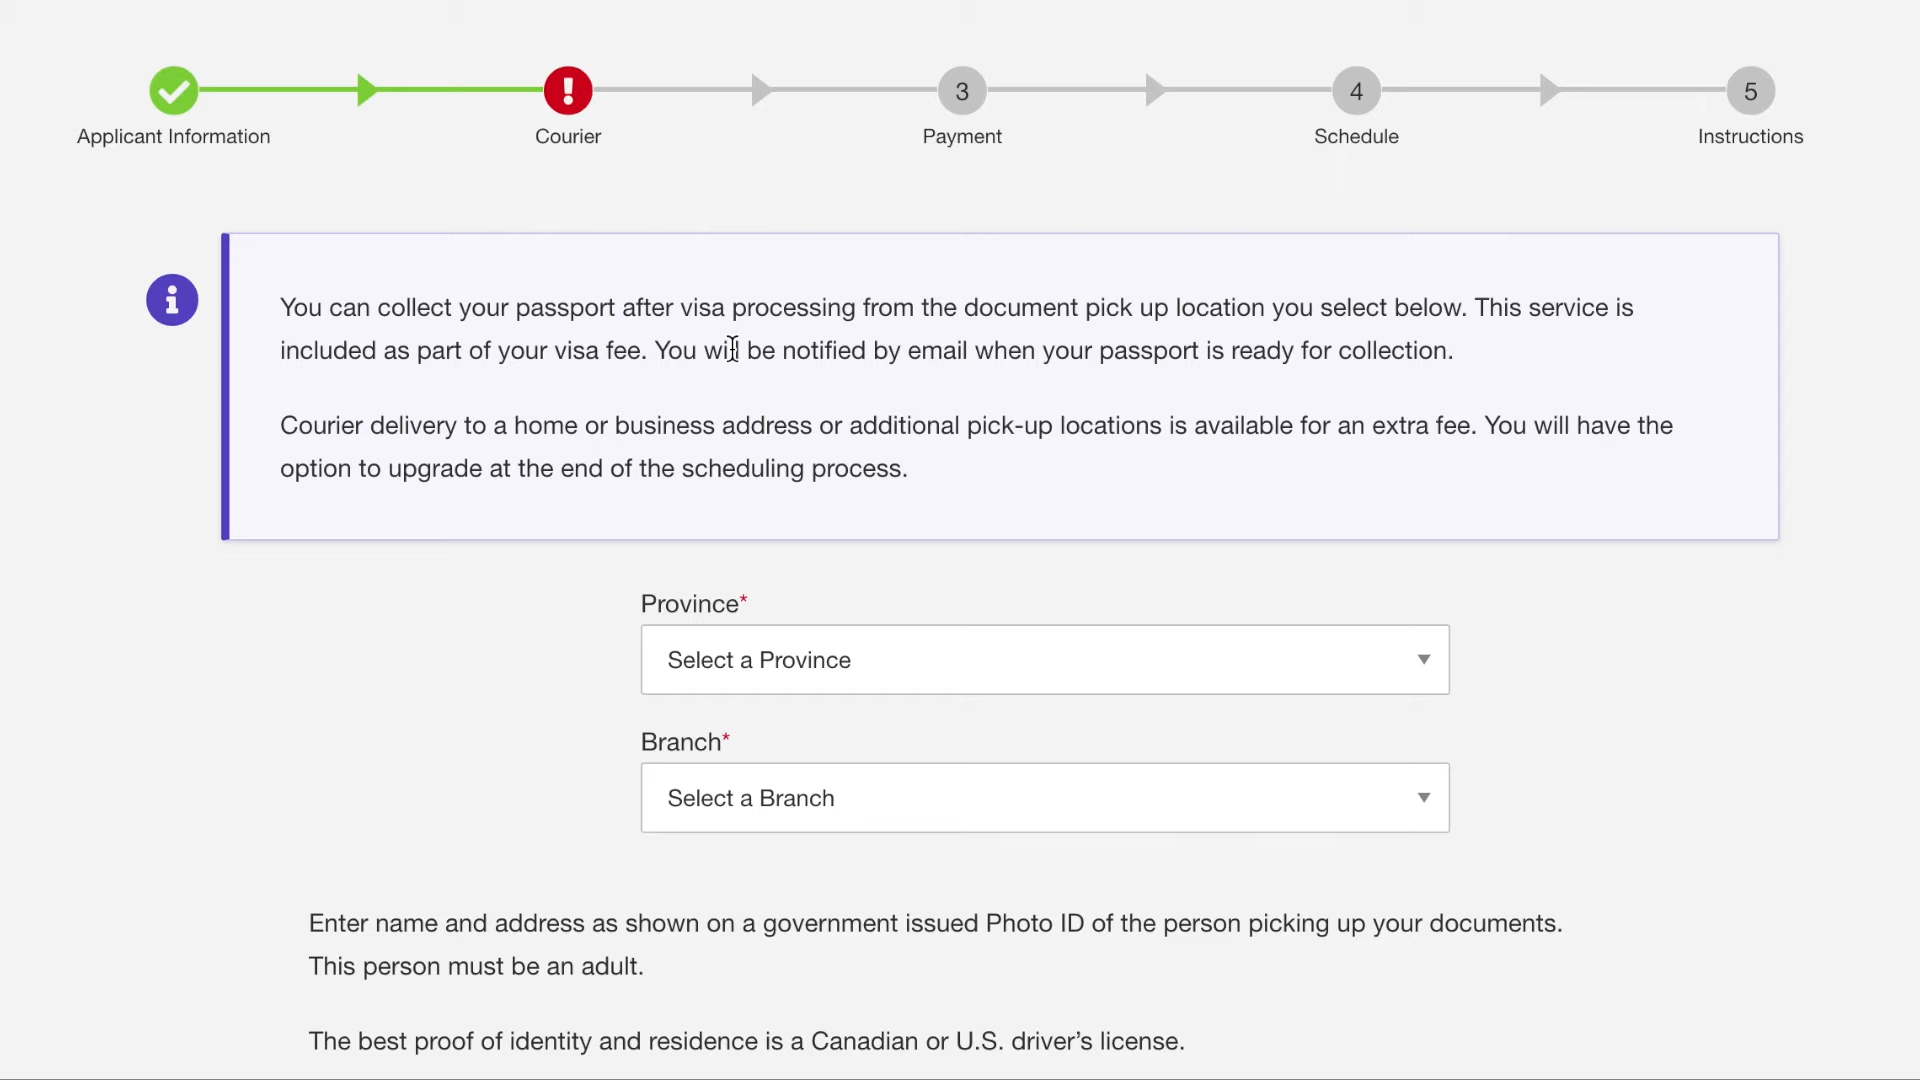 3
4
5
Applicant Information
Courier
Payment
Schedule
Instructions
You can collect your passport after visa processing from the document pick up location you select below. This service is
included as part of your visa fee. You will be notified by email when your passport is ready for collection.
Courier delivery to a home or business address or additional pick-up locations is available for an extra fee. You will have the
option to upgrade at the end of the scheduling process.
Province*
Select a Province
Branch*
Select a Branch
Enter name and address as shown on a government issued Photo ID of the person picking up your documents.
This person must be an adult.
The best proof of identity and residence is a Canadian or U.S. driver’s license.